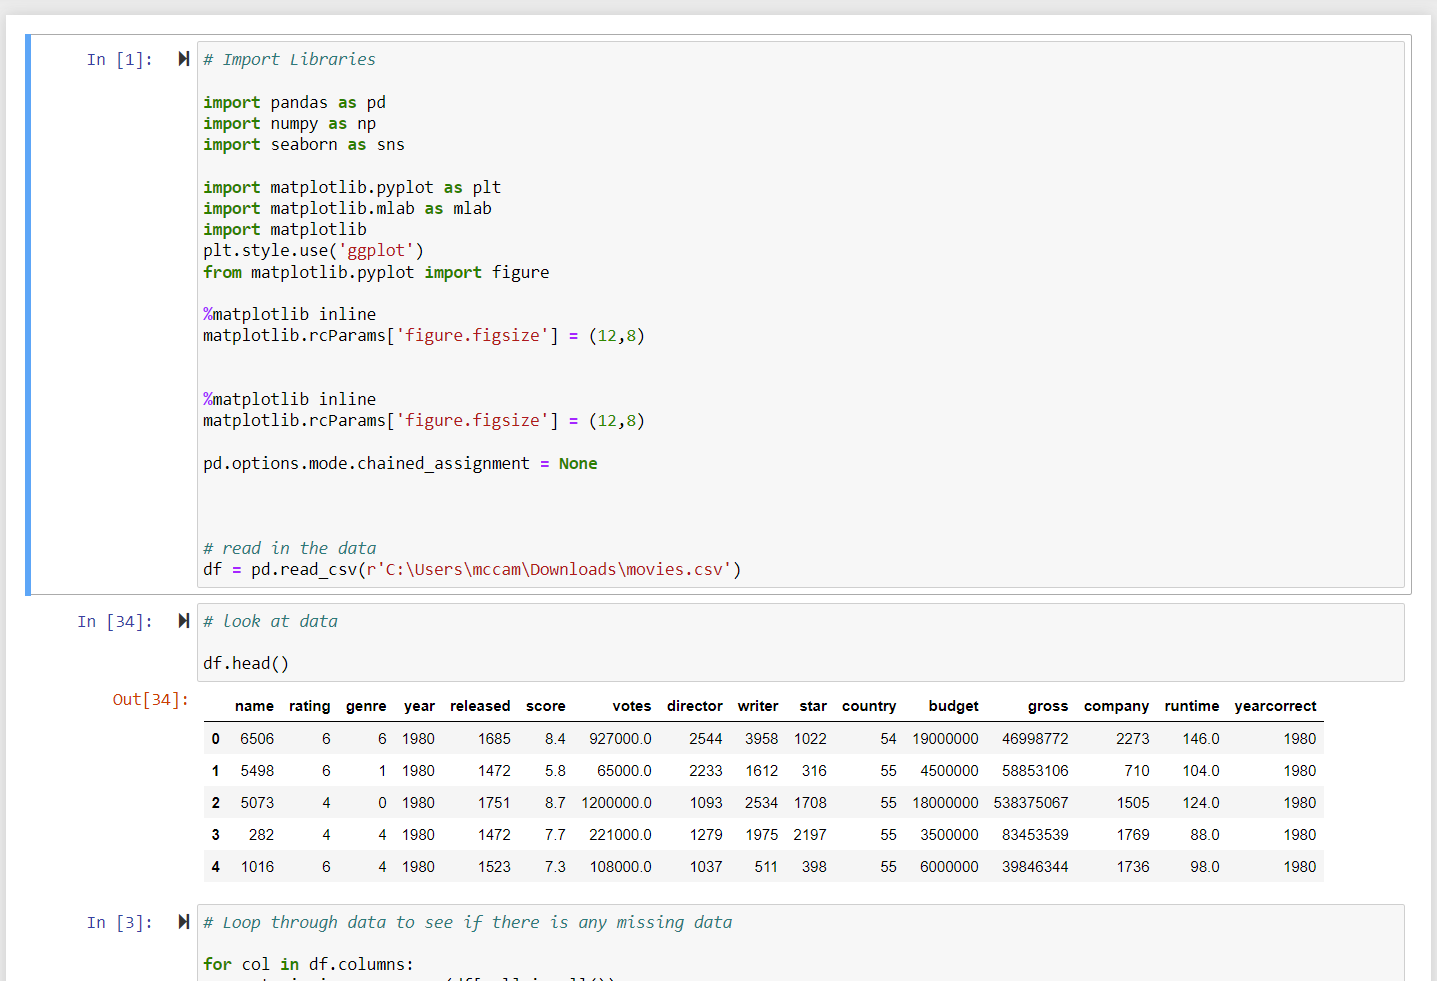 In [1]:
# Import Libraries
import pandas as pd
import numpy as np
import seaborn as sns
import matplotlib.pyplot as plt
import matplotlib.mlab as mlab
import matplotlib
plt.style.use('ggplot')
from matplotlib.pyplot import figure
%matplotlib inline
matplotlib.rcParams['figure.figsize'] = (12,8)
%matplotlib inline
matplotlib.rcParams['figure.figsize'] = (12,8)
pd.options.mode.chained_assignment = None
# read in the data
df = pd.read_csv(r'C:\Users\mccam\Downloads\movies.csv')
In [34]:
# look at data
df.head()
Out[34]:
name rating genre year released score votes director writer star country budget gross company runtime yearcorrect
0 6506 6 6 1980 1685 8.4 927000.0 2544 3958 1022 54 19000000 46998772 2273 146.0 1980
1 5498 6 1 1980 1472 5.8 65000.0 2233 1612 316 55 4500000 58853106 710 104.0 1980
2 5073 4 0 1980 1751 8.7 1200000.0 1093 2534 1708 55 18000000 538375067 1505 124.0 1980
3 282 4 4 1980 1472 7.7 221000.0 1279 1975 2197 55 3500000 83453539 1769 88.0 1980
4 1016 6 4 1980 1523 7.3 108000.0 1037 511 398 55 6000000 39846344 1736 98.0 1980
In [3]:
# Loop through data to see if there is any missing data
for col in df.columns: